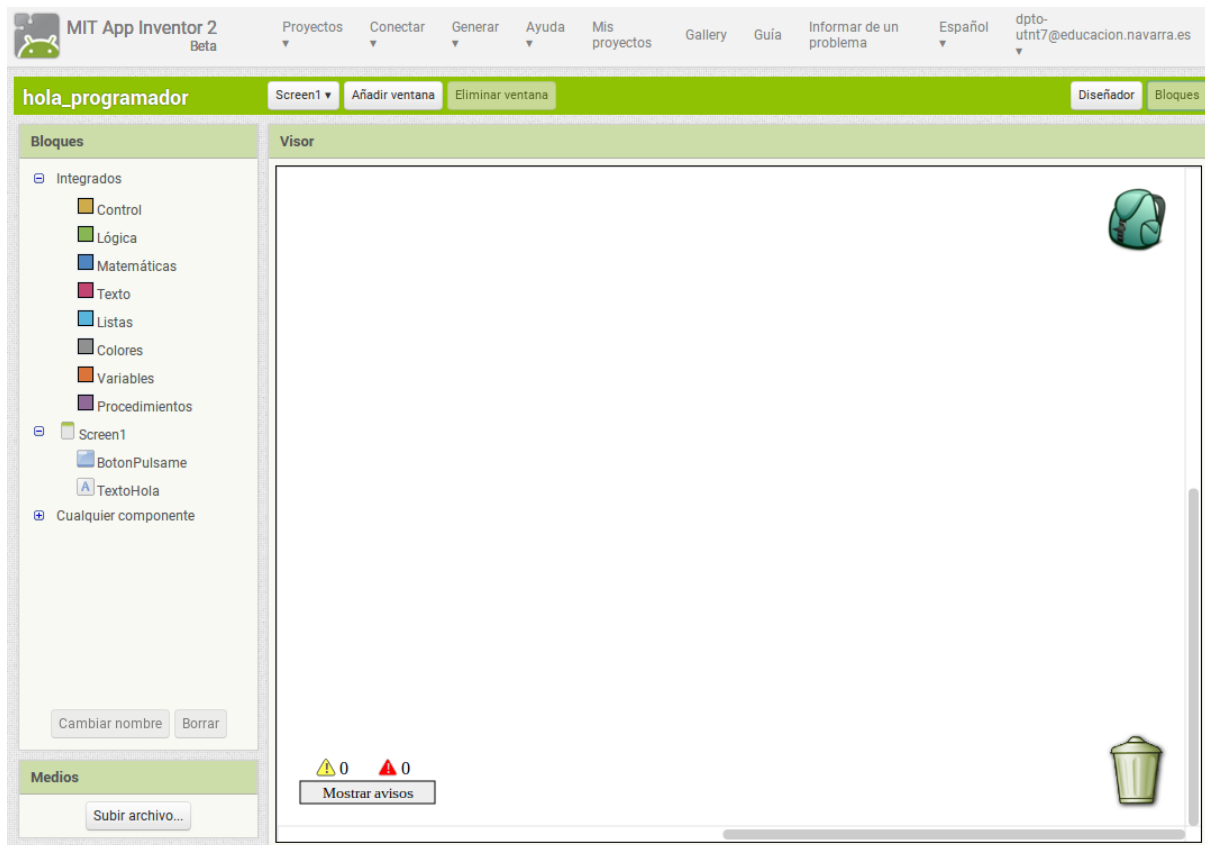 MIT App Inventor 2
Beta
Proyectos
Conectar
Generar
Ayuda
Mis
proyectos
Gallery
Guía
Informar de un
problema
Español
dpto-
utnt7@educacion.navarra.es
hola_programador
Screen1
Añadir ventana
Eliminar ventana
Diseñador
Bloques
Bloques
Visor
Integrados
Control
Lógica
Matemáticas
Texto
Listas
Colores
Variables
Procedimientos
Screen1
BotonPulsame
A TextoHola
Cualquier componente
Cambiar nombre
Borrar
0
0
Mostrar avisos
Medios
Subir archivo...